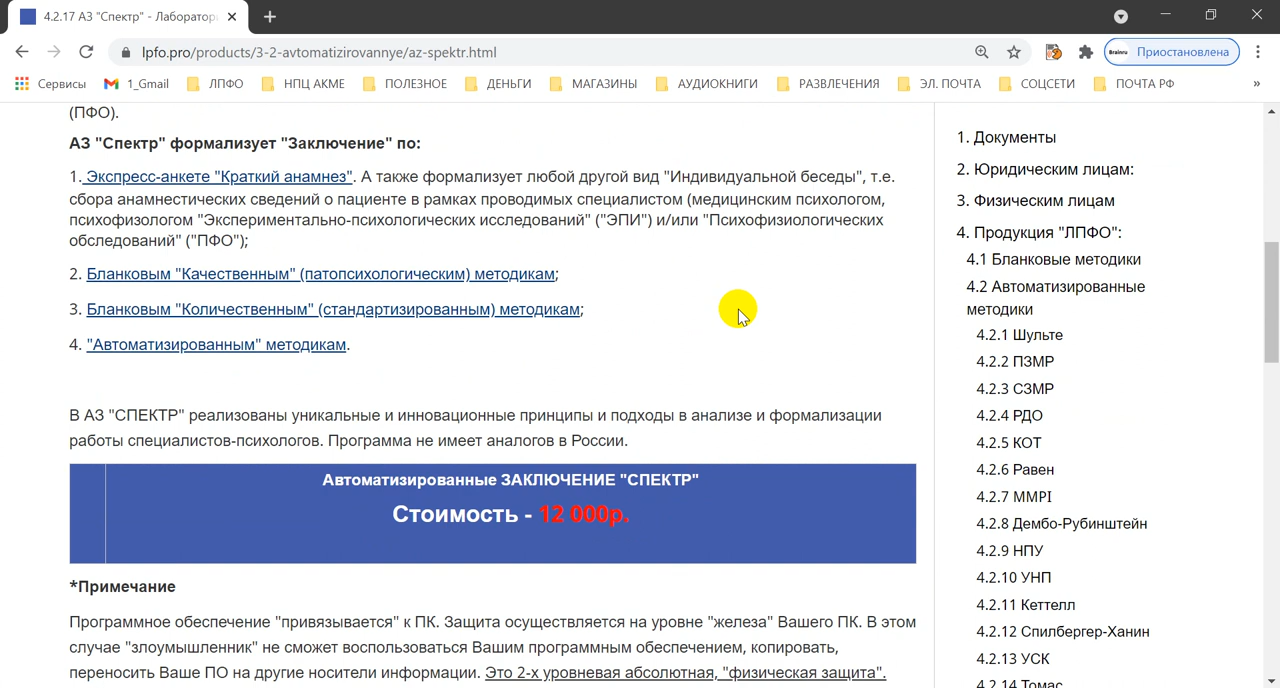 4.2.17 АЗ "Спектр" - Лаборатор
lpfo.pro/products/3-2-avtomatizirovannye/az-spektr.html
Brainru Приостановлена
Сервисы 1_Gmail ЛПФО НПЦ АКМЕ ПОЛЕЗНОЕ ДЕНЬГИ МАГАЗИНЫ АУДИОКНИГИ РАЗВЛЕЧЕНИЯ ЭЛ. ПОЧТА СОЦСЕТИ ПОЧТА РФ »
(ПФО).
АЗ "Спектр" формализует "Заключение" по:
1. Экспресс-анкете "Краткий анамнез". А также формализует любой другой вид "Индивидуальной беседы", т.е.
сбора анамнестических сведений о пациенте в рамках проводимых специалистом (медицинским психологом,
психофизологом "Экспериментально-психологических исследований" ("ЭПИ") и/или "Психофизиологических
обследований" ("ПФО");
2. Бланковым "Качественным" (патопсихологическим) методикам;
3. Бланковым "Количественным" (стандартизированным) методикам;
4. "Автоматизированным" методикам.
В АЗ "СПЕКТР" реализованы уникальные и инновационные принципы и подходы в анализе и формализации
работы специалистов-психологов. Программа не имеет аналогов в России.
Автоматизированные ЗАКЛЮЧЕНИЕ "СПЕКТР"
Стоимость - 12 000р.
*Примечание
Программное обеспечение "привязывается" к ПК. Защита осуществляется на уровне "железа" Вашего ПК. В этом
случае "злоумышленник" не сможет воспользоваться Вашим программным обеспечением, копировать,
переносить Ваше ПО на другие носители информации. Это 2-х уровневая абсолютная, "физическая защита".
1. Документы
2. Юридическим лицам:
3. Физическим лицам
4. Продукция "ЛПФО":
4.1 Бланковые методики
4.2 Автоматизированные
методики
4.2.1 Шульте
4.2.2 ПЗМР
4.2.3 СЗМР
4.2.4 РДО
4.2.5 КОТ
4.2.6 Равен
4.2.7 MMPI
4.2.8 Дембо-Рубинштейн
4.2.9 НПУ
4.2.10 УНП
4.2.11 Кеттелл
4.2.12 Спилбергер-Ханин
4.2.13 УСК
4.2.14 Томас